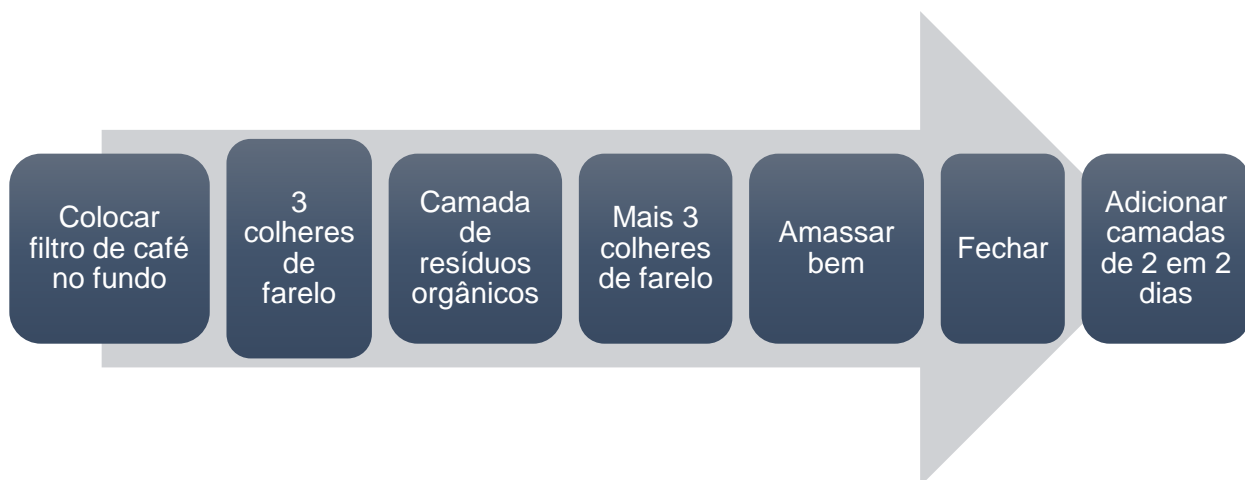 Colocar
filtro de café
no fundo
3
colheres
de
farelo
Camada
de
resíduos
orgânicos
Mais 3
colheres
de farelo
Amassar
bem
Fechar
Adicionar
camadas
de 2 em 2
dias